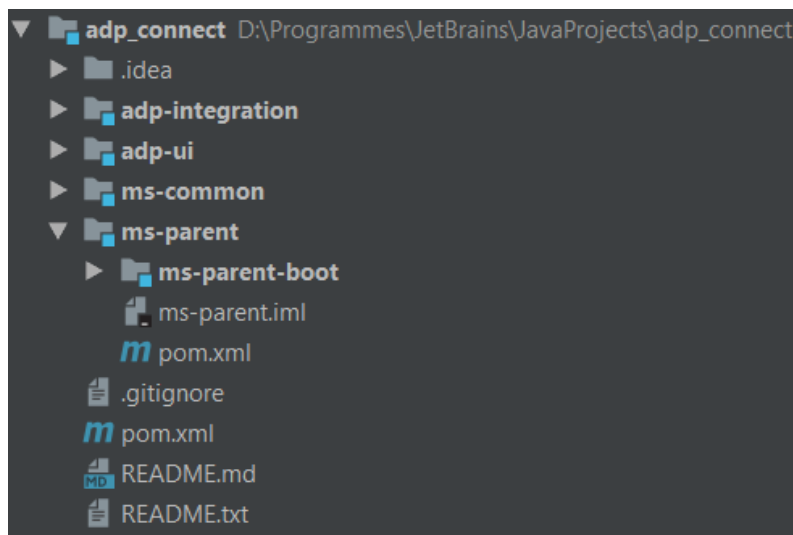 adp_connect D:\Programmes\JetBrains\JavaProjects\adp_connect
.idea
adp-integration
adp-ui
ms-common
ms-parent
ms-parent-boot
ms-parent.iml
m pom.xml
.gitignore
m pom.xml
MD README.md
README.txt